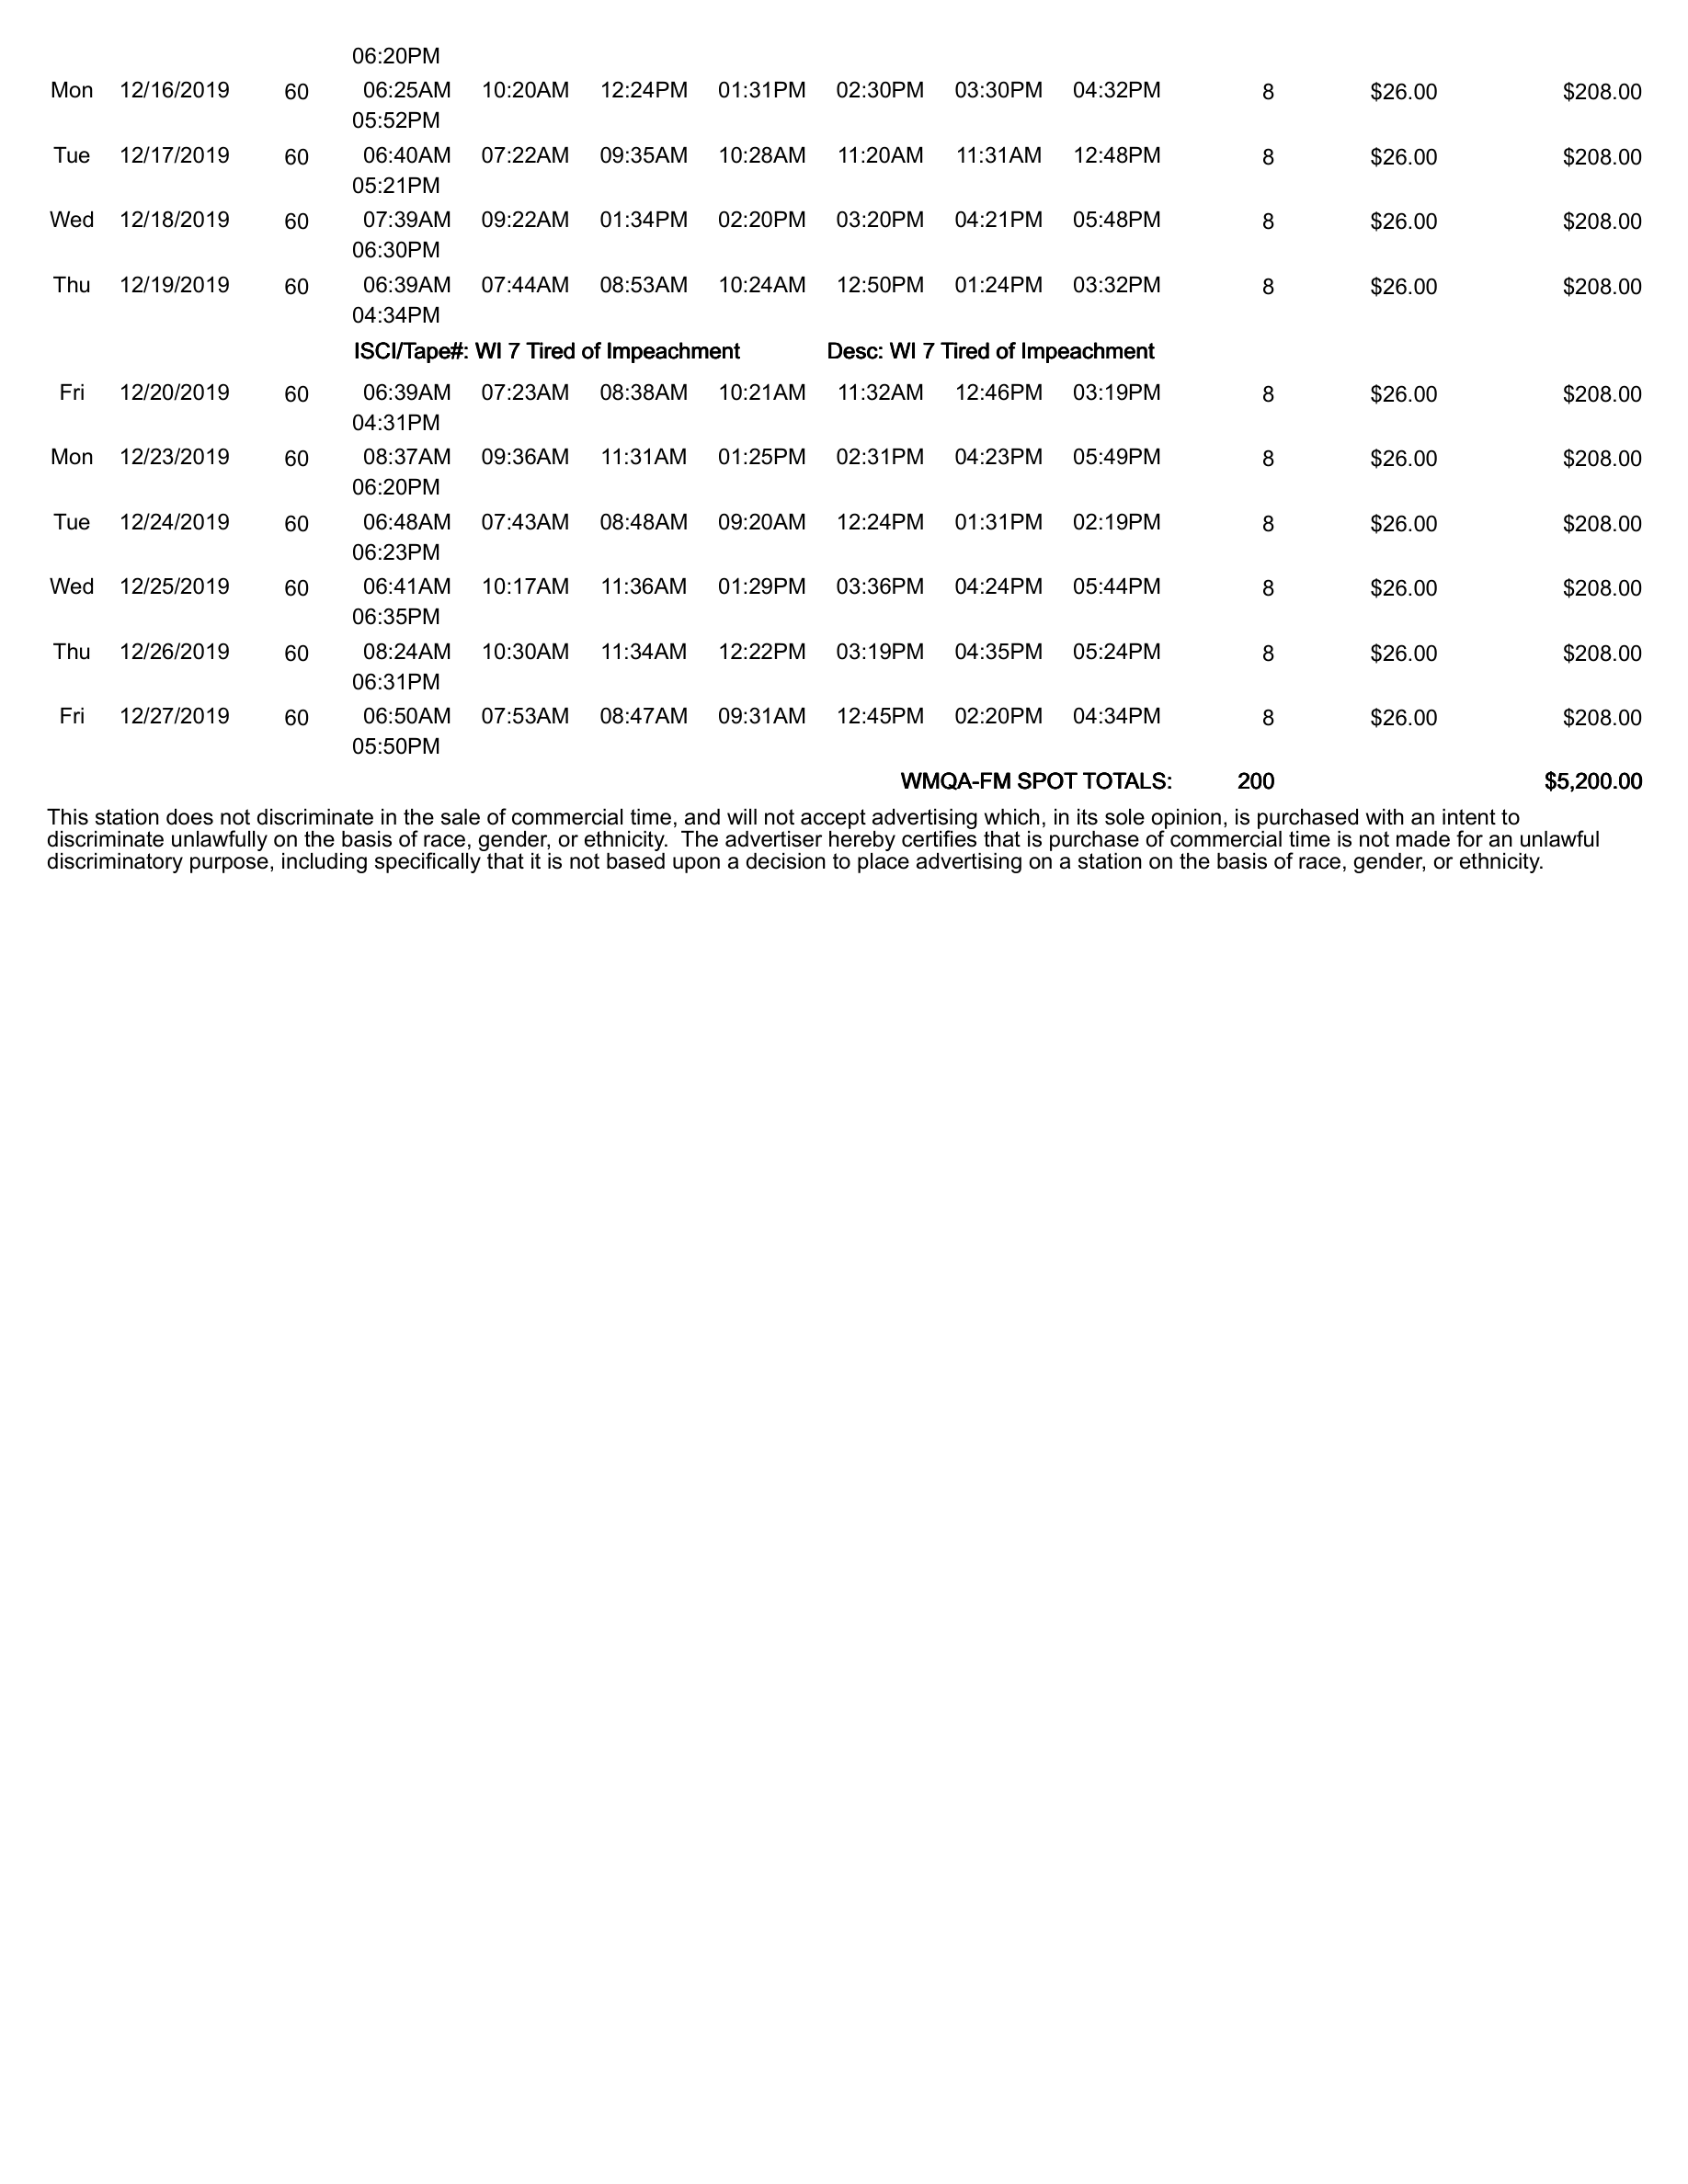 06:20PM
Mon 12/16/2019 60 06:25AM 10:20AM 12:24PM 01:31PM 02:30PM 03:30PM 04:32PM 8 $26.00 $208.00
05:52PM
Tue 12/17/2019 60 06:40AM 07:22AM 09:35AM 10:28AM 11:20AM 11:31AM 12:48PM 8 $26.00 $208.00
05:21PM
Wed 12/18/2019 60 07:39AM 09:22AM 01:34PM 02:20PM 03:20PM 04:21PM 05:48PM 8 $26.00 $208.00
06:30PM
Thu 12/19/2019 60 06:39AM 07:44AM 08:53AM 10:24AM 12:50PM 01:24PM 03:32PM 8 $26.00 $208.00
04:34PM
ISCI/Tape#: WI 7 Tired of Impeachment Desc: WI 7 Tired of Impeachment
Fri 12/20/2019 60 06:39AM 07:23AM 08:38AM 10:21AM 11:32AM 12:46PM 03:19PM 8 $26.00 $208.00
04:31PM
Mon 12/23/2019 60 08:37AM 09:36AM 11:31AM 01:25PM 02:31PM 04:23PM 05:49PM 8 $26.00 $208.00
06:20PM
Tue 12/24/2019 60 06:48AM 07:43AM 08:48AM 09:20AM 12:24PM 01:31PM 02:19PM 8 $26.00 $208.00
06:23PM
Wed 12/25/2019 60 06:41AM 10:17AM 11:36AM 01:29PM 03:36PM 04:24PM 05:44PM 8 $26.00 $208.00
06:35PM
Thu 12/26/2019 60 08:24AM 10:30AM 11:34AM 12:22PM 03:19PM 04:35PM 05:24PM 8 $26.00 $208.00
06:31PM
Fri 12/27/2019 60 06:50AM 07:53AM 08:47AM 09:31AM 12:45PM 02:20PM 04:34PM 8 $26.00 $208.00
05:50PM
WMQA-FM SPOT TOTALS: 200 $5,200.00
This station does not discriminate in the sale of commercial time, and will not accept advertising which, in its sole opinion, is purchased with an intent to
discriminate unlawfully on the basis of race, gender, or ethnicity.  The advertiser hereby certifies that is purchase of commercial time is not made for an unlawful
discriminatory purpose, including specifically that it is not based upon a decision to place advertising on a station on the basis of race, gender, or ethnicity.